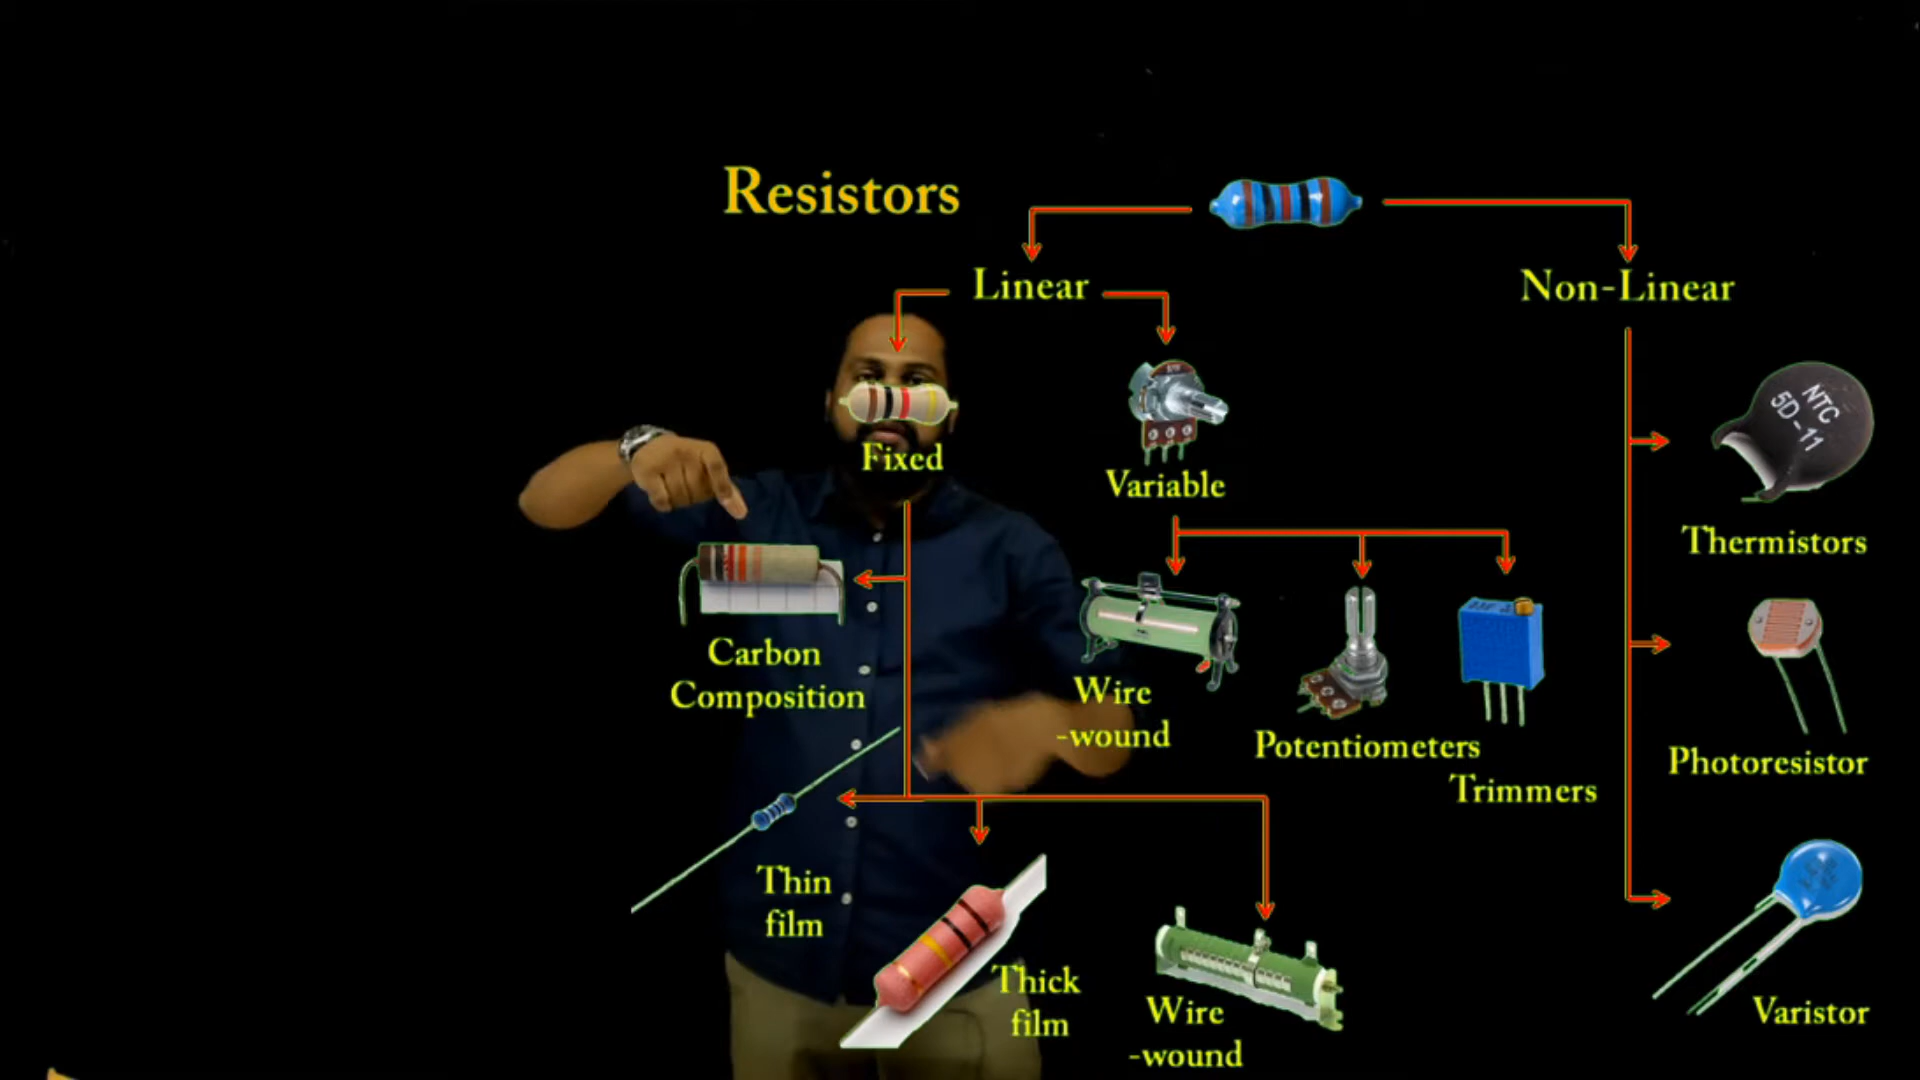 Resistors
Linear
Non-Linear
Fixed
Variable
NTC
5D-11
Thermistors
Carbon
Composition
Wire
-wound
Potentiometers
Trimmers
Photoresistor
Thin
film
Thick
film
Wire
-wound
Varistor